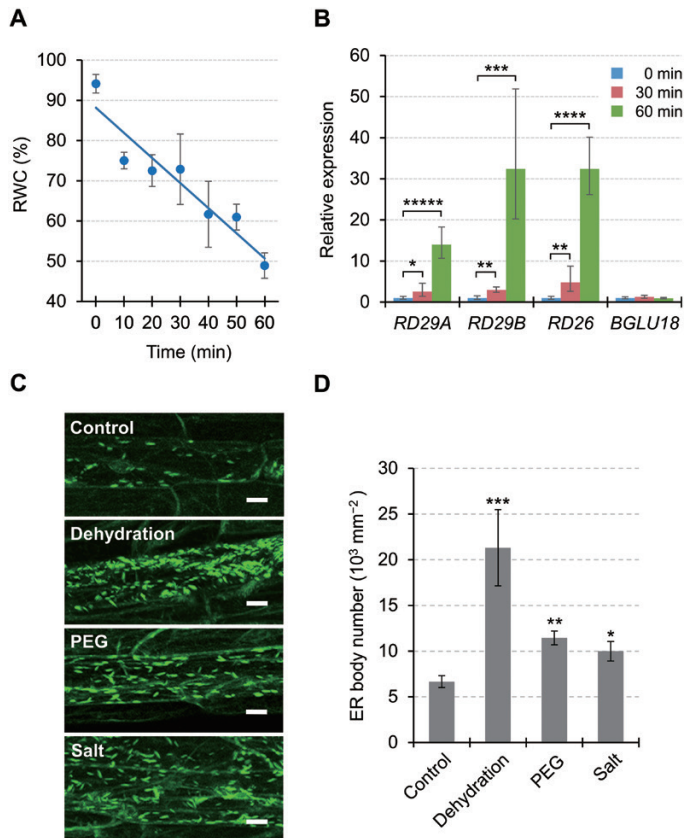 A
100
90
80
70
60
50
40
RWC (%)
0 10 20 30 40 50 60
Time (min)
B
60
50
40
30
20
10
0
Relative expression
0 min
30 min
60 min
* ***** ** *** ** ****
RD29A RD29B RD26 BGLU18
C
Control
Dehydration
PEG
Salt
D
30
25
20
15
10
5
0
ER body number (10³ mm⁻²)
*** ** *
Control Dehydration PEG Salt